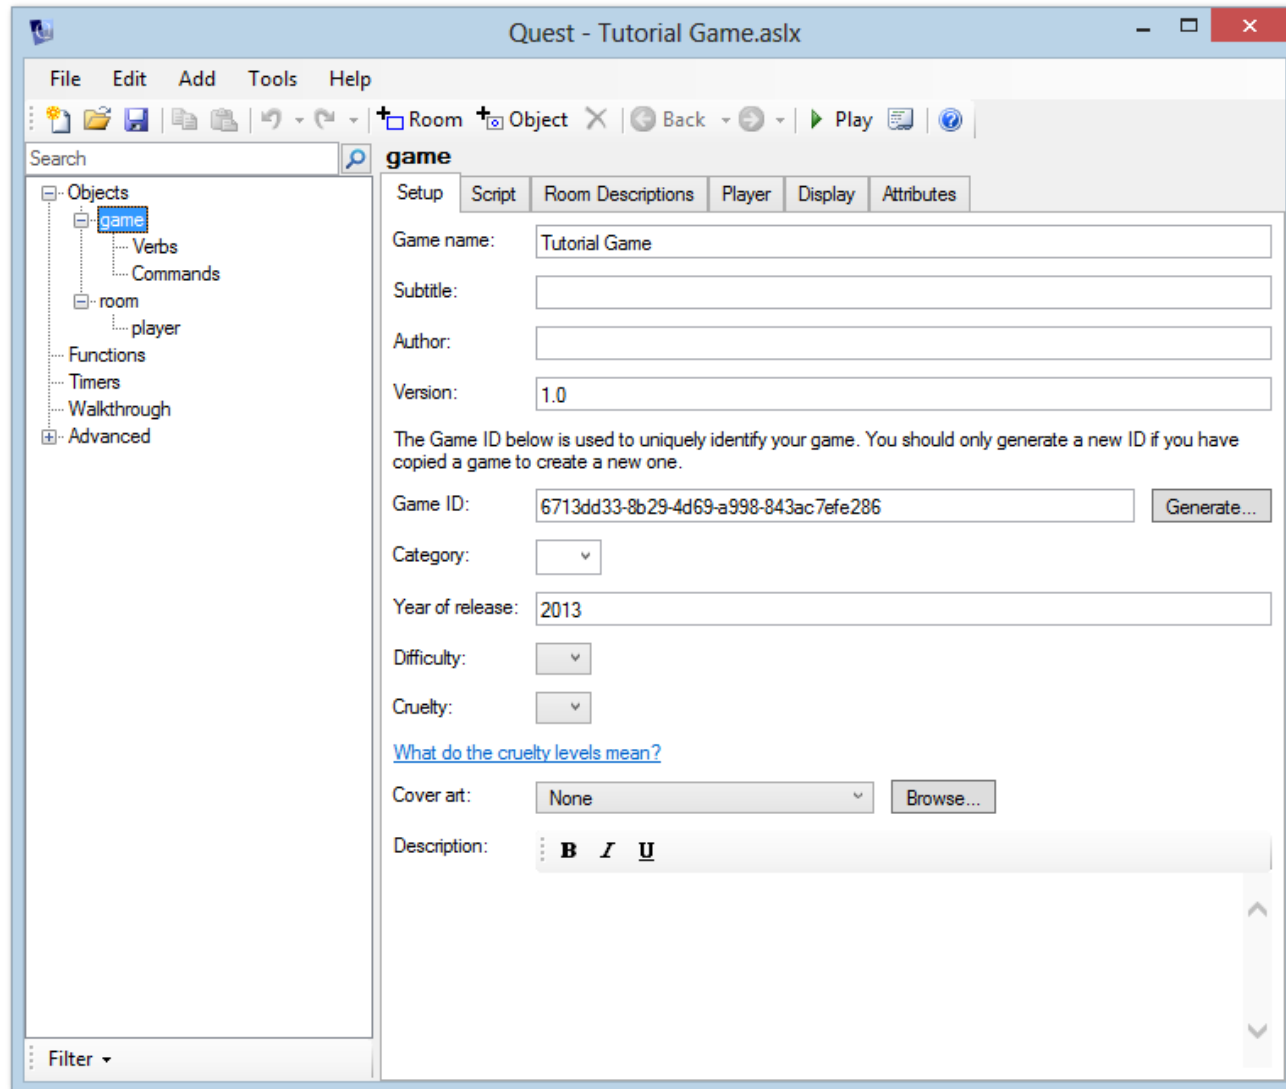 Quest - Tutorial Game.aslx
File Edit Add Tools Help
Room Object Back Play
Search
game
Objects
game
Verbs
Commands
room
player
Functions
Timers
Walkthrough
Advanced
Filter
Setup Script Room Descriptions Player Display Attributes
Game name: Tutorial Game
Subtitle:
Author:
Version: 1.0
The Game ID below is used to uniquely identify your game. You should only generate a new ID if you have
copied a game to create a new one.
Game ID: 6713dd33-8b29-4d69-a998-843ac7efe286 Generate...
Category:
Year of release: 2013
Difficulty:
Cruelty:
What do the cruelty levels mean?
Cover art: None Browse...
Description: B I U